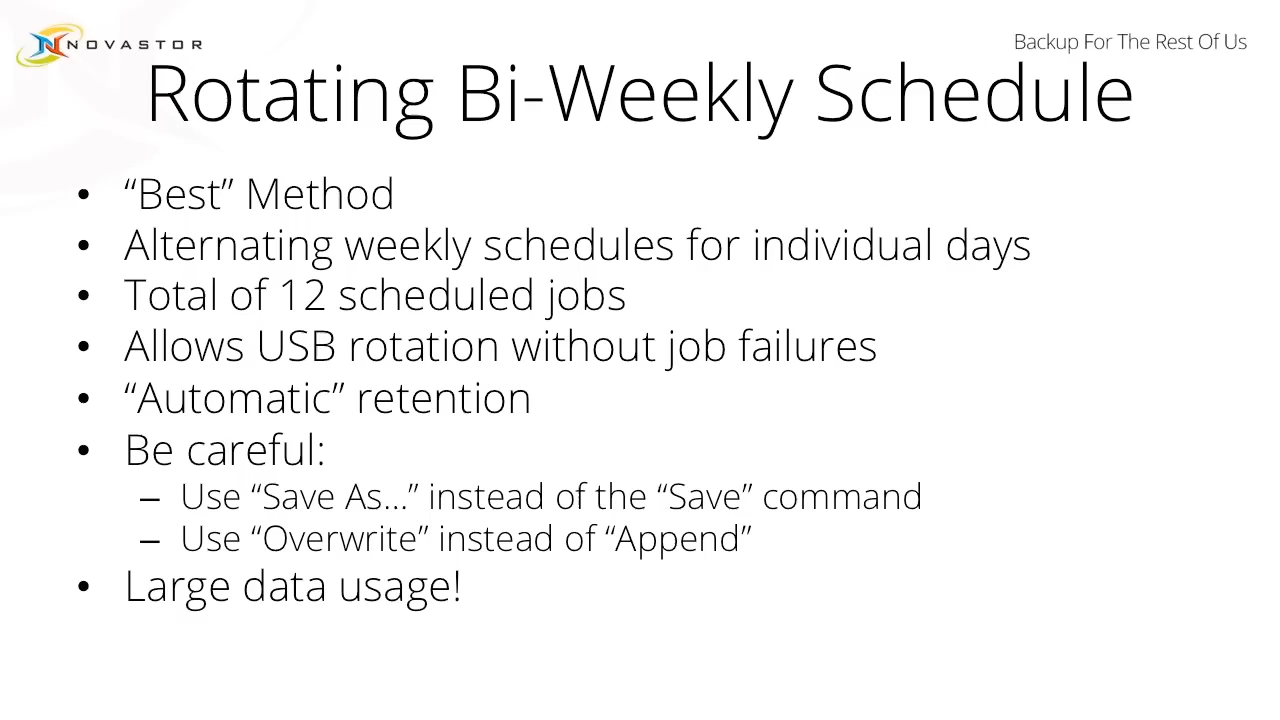 NOVASTOR
Backup For The Rest Of Us
Rotating Bi-Weekly Schedule
• “Best” Method
• Alternating weekly schedules for individual days
• Total of 12 scheduled jobs
• Allows USB rotation without job failures
• “Automatic” retention
• Be careful:
– Use “Save As…” instead of the “Save” command
– Use “Overwrite” instead of “Append”
• Large data usage!